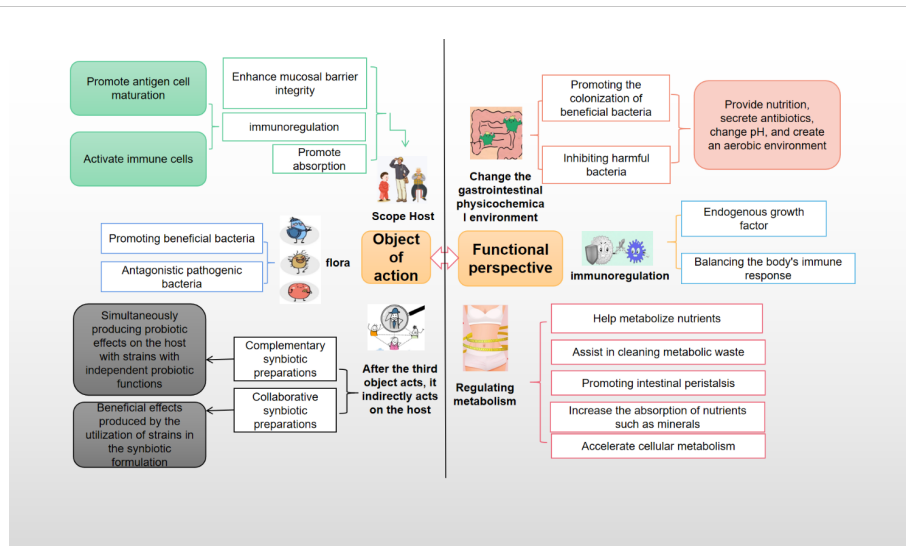 Promote antigen cell
maturation
Activate immune cells
Enhance mucosal barrier
integrity
immunoregulation
Promote
absorption
Scope Host
Promoting beneficial bacteria
Antagonistic pathogenic
bacteria
flora
Object
of
action
Simultaneously
producing probiotic
effects on the host
with strains with
independent probiotic
functions
Beneficial effects
produced by the
utilization of strains in
the synbiotic
formulation
Complementary
synbiotic
preparations
Collaborative
synbiotic
preparations
After the third
object acts, it
indirectly acts
on the host
Promoting the
colonization of
beneficial bacteria
Inhibiting harmful
bacteria
Provide nutrition,
secrete antibiotics,
change pH, and create
an aerobic environment
Change the
gastrointestinal
physicochemica
l environment
Functional
perspective
immunoregulation
Endogenous growth
factor
Balancing the body's immune
response
Regulating
metabolism
Help metabolize nutrients
Assist in cleaning metabolic waste
Promoting intestinal peristalsis
Increase the absorption of nutrients
such as minerals
Accelerate cellular metabolism